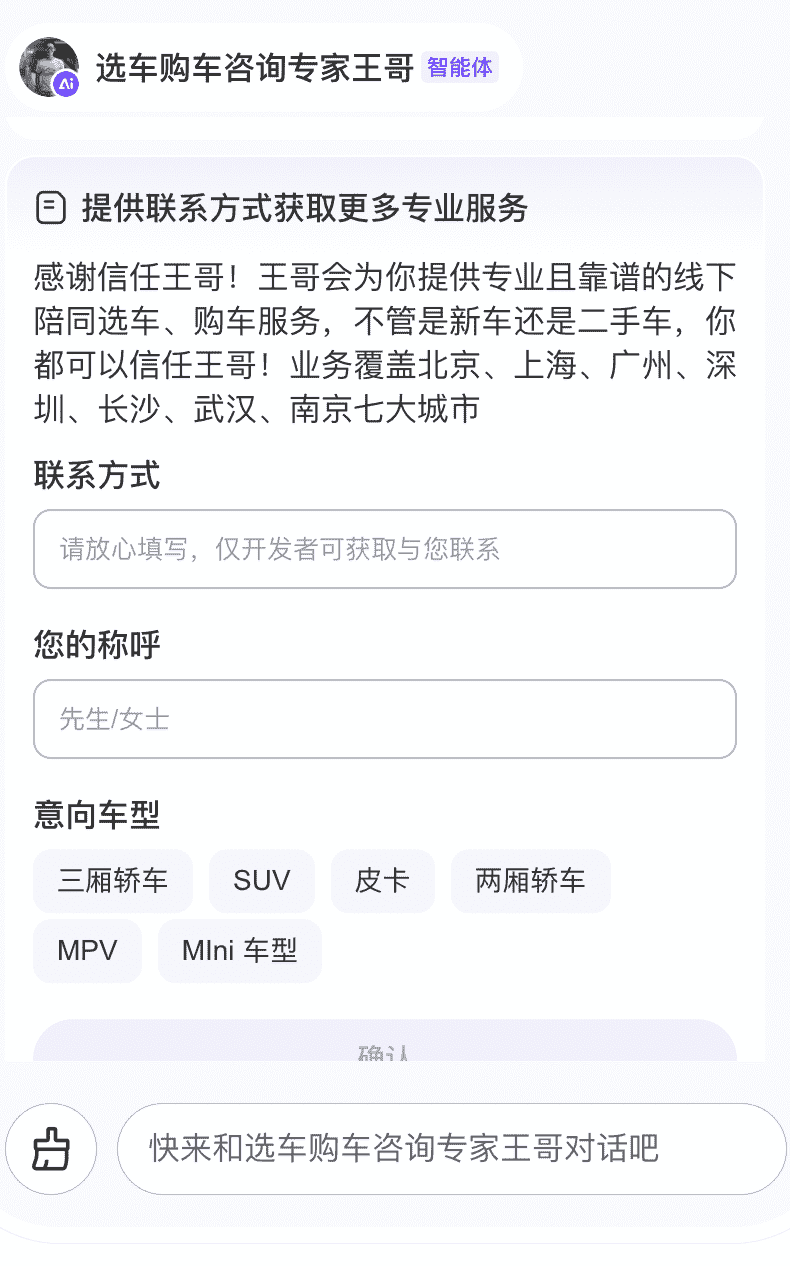 Ai
选车购车咨询专家王哥 智能体
提供联系方式获取更多专业服务
感谢信任王哥！王哥会为你提供专业且靠谱的线下
陪同选车、购车服务，不管是新车还是二手车，你
都可以信任王哥！业务覆盖北京、上海、广州、深
圳、长沙、武汉、南京七大城市
联系方式
请放心填写，仅开发者可获取与您联系
您的称呼
先生/女士
意向车型
三厢轿车 SUV 皮卡 两厢轿车
MPV MIni 车型
确认
快来和选车购车咨询专家王哥对话吧